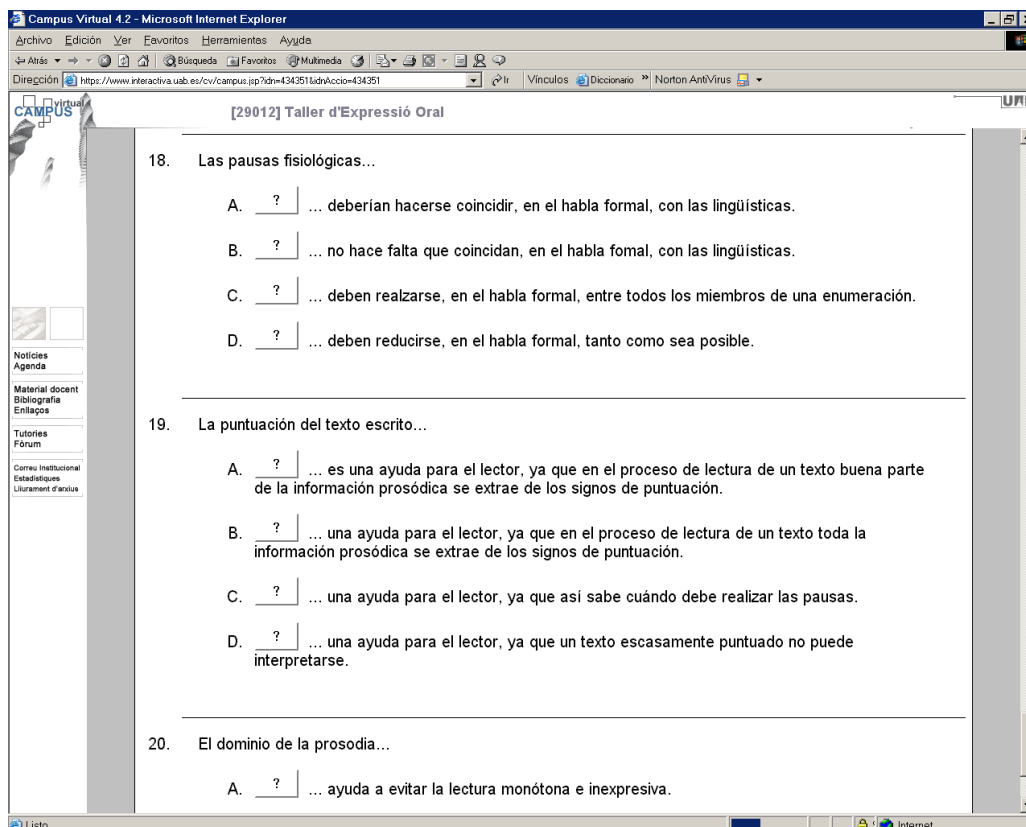 Campus Virtual 4.2 - Microsoft Internet Explorer
Archivo Edición Ver Favoritos Herramientas Ayuda
Atrás Búsqueda Favoritos Multimedia
Dirección https://www.interactiva.uab.es/cv/campus.jsp?idn=434351&idnAccio=434351 Ir Vínculos Diccionario » Norton AntiVirus
virtual
CAMPUS
[29012] Taller d'Expressió Oral
18. Las pausas fisiológicas...
A. ? ... deberían hacerse coincidir, en el habla formal, con las lingüísticas.
B. ? ... no hace falta que coincidan, en el habla fomal, con las lingüísticas.
C. ? ... deben realzarse, en el habla formal, entre todos los miembros de una enumeración.
D. ? ... deben reducirse, en el habla formal, tanto como sea posible.
Notícies
Agenda
Material docent
Bibliografia
Enllaços
Tutories
Fòrum
Correu Institucional
Estadístiques
Lliurament d'arxius
19. La puntuación del texto escrito...
A. ? ... es una ayuda para el lector, ya que en el proceso de lectura de un texto buena parte
de la información prosódica se extrae de los signos de puntuación.
B. ? ... una ayuda para el lector, ya que en el proceso de lectura de un texto toda la
información prosódica se extrae de los signos de puntuación.
C. ? ... una ayuda para el lector, ya que así sabe cuándo debe realizar las pausas.
D. ? ... una ayuda para el lector, ya que un texto escasamente puntuado no puede
interpretarse.
20. El dominio de la prosodia...
A. ? ... ayuda a evitar la lectura monótona e inexpresiva.
Listo Internet